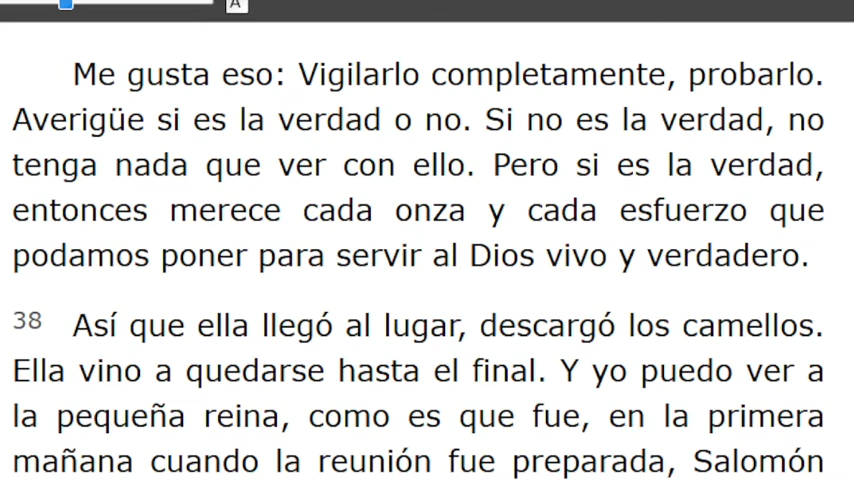 A
Me gusta eso: Vigilarlo completamente, probarlo.
Averigüe si es la verdad o no. Si no es la verdad, no
tenga nada que ver con ello. Pero si es la verdad,
entonces merece cada onza y cada esfuerzo que
podamos poner para servir al Dios vivo y verdadero.
38 Así que ella llegó al lugar, descargó los camellos.
Ella vino a quedarse hasta el final. Y yo puedo ver a
la pequeña reina, como es que fue, en la primera
mañana cuando la reunión fue preparada, Salomón